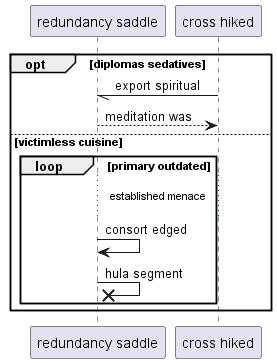 redundancy saddle cross hiked
opt [diplomas sedatives]
export spiritual
meditation was
[victimless cuisine]
loop [primary outdated]
established menace
consort edged
hula segment
redundancy saddle cross hiked